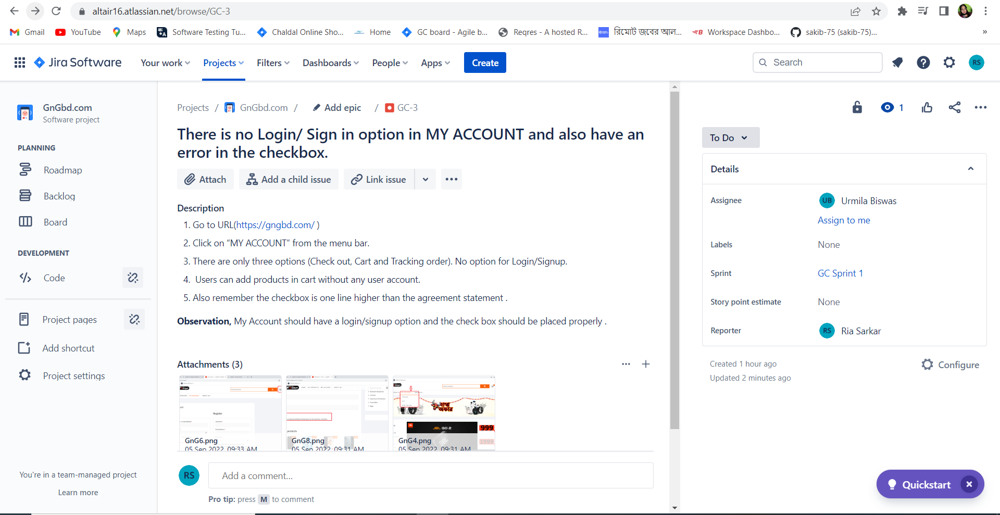 altair16.atlassian.net/browse/GC-3
Gmail YouTube Maps Software Testing Tu... Chaldal Online Sho... Home GC board - Agile b... Reqres - A hosted R... রিমোট জবের আল... Workspace Dashbo... sakib-75 (sakib-75)... »
Jira Software Your work Projects Filters Dashboards People Apps Create Search RS
GnGbd.com
Software project
PLANNING
Roadmap
Backlog
Board
DEVELOPMENT
Code
Project pages
Add shortcut
Project settings
You're in a team-managed project
Learn more
Projects / GnGbd.com / Add epic / GC-3
There is no Login/ Sign in option in MY ACCOUNT and also have an
error in the checkbox.
Attach Add a child issue Link issue
Description
1. Go to URL(https://gngbd.com/ )
2. Click on “MY ACCOUNT” from the menu bar.
3. There are only three options (Check out, Cart and Tracking order). No option for Login/Signup.
4. Users can add products in cart without any user account.
5. Also remember the checkbox is one line higher than the agreement statement .
Observation, My Account should have a login/signup option and the check box should be placed properly .
Attachments (3)
Register
products
ধামাকা
অফার
JBL GO 2
999
1999
GnG6.png GnG8.png GnG4.png
05 Sep 2022, 09:33 AM 05 Sep 2022, 09:31 AM 05 Sep 2022, 09:31 AM
RS Add a comment...
Pro tip: press M to comment
1
To Do
Details
Assignee UB Urmila Biswas
Assign to me
Labels None
Sprint GC Sprint 1
Story point estimate None
Reporter RS Ria Sarkar
Created 1 hour ago Configure
Updated 2 minutes ago
Quickstart